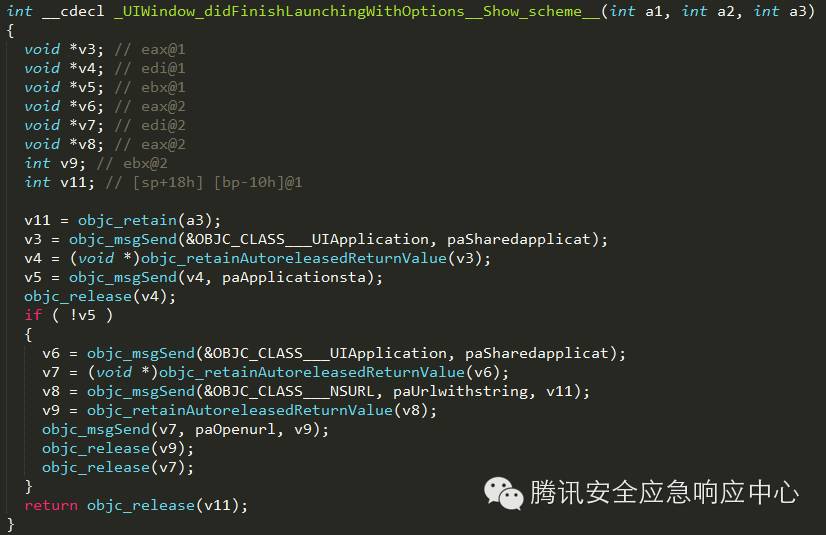 int __cdecl _UIWindow_didFinishLaunchingWithOptions__Show_scheme__(int a1, int a2, int a3)
{
  void *v3; // eax@1
  void *v4; // edi@1
  void *v5; // ebx@1
  void *v6; // eax@2
  void *v7; // edi@2
  void *v8; // eax@2
  int v9; // ebx@2
  int v11; // [sp+18h] [bp-10h]@1

  v11 = objc_retain(a3);
  v3 = objc_msgSend(&OBJC_CLASS___UIApplication, paSharedapplicat);
  v4 = (void *)objc_retainAutoreleasedReturnValue(v3);
  v5 = objc_msgSend(v4, paApplicationsta);
  objc_release(v4);
  if ( !v5 )
  {
    v6 = objc_msgSend(&OBJC_CLASS___UIApplication, paSharedapplicat);
    v7 = (void *)objc_retainAutoreleasedReturnValue(v6);
    v8 = objc_msgSend(&OBJC_CLASS___NSURL, paUrlwithstring, v11);
    v9 = objc_retainAutoreleasedReturnValue(v8);
    objc_msgSend(v7, paOpenurl, v9);
    objc_release(v9);
    objc_release(v7);
  }
  return objc_release(v11);
}
腾讯安全应急响应中心